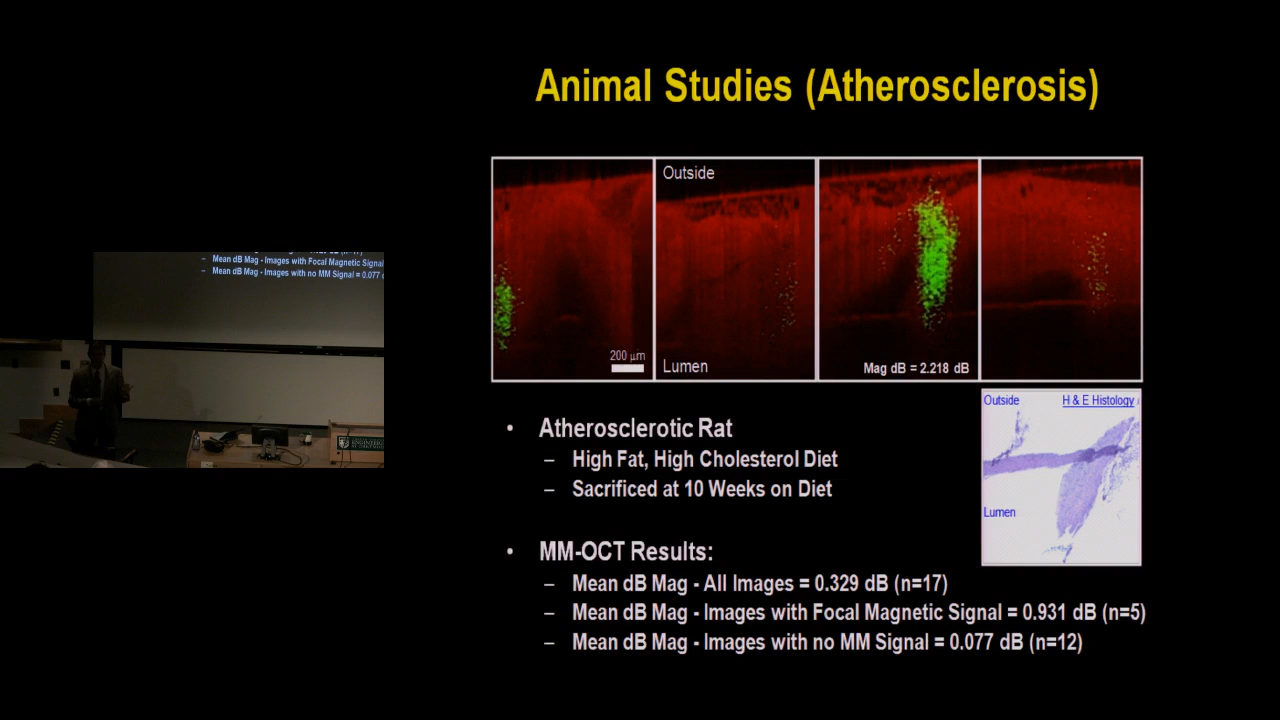 Animal Studies (Atherosclerosis)
Outside
200 µm
Lumen
Mag dB = 2.218 dB
• Atherosclerotic Rat
– High Fat, High Cholesterol Diet
– Sacrificed at 10 Weeks on Diet
• MM-OCT Results:
– Mean dB Mag - All Images = 0.329 dB (n=17)
– Mean dB Mag - Images with Focal Magnetic Signal = 0.931 dB (n=5)
– Mean dB Mag - Images with no MM Signal = 0.077 dB (n=12)
Outside
H & E Histology
Lumen
– Mean dB Mag - Images with Focal Magnetic Signal
– Mean dB Mag - Images with no MM Signal = 0.077